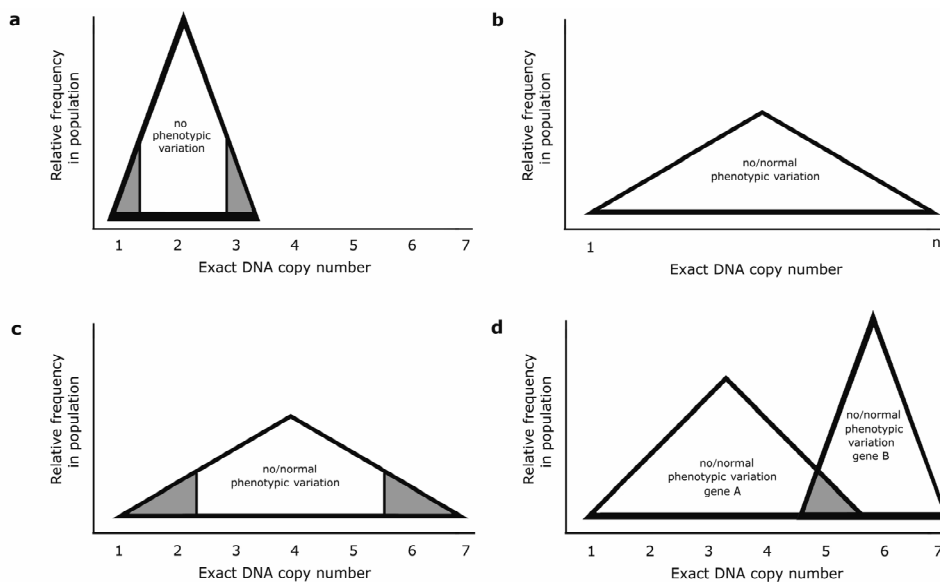 a
Relative frequency
in population
no
phenotypic
variation
1 2 3 4 5 6 7
Exact DNA copy number
b
Relative frequency
in population
no/normal
phenotypic variation
1 n
Exact DNA copy number
c
Relative frequency
in population
no/normal
phenotypic variation
1 2 3 4 5 6 7
Exact DNA copy number
d
Relative frequency
in population
no/normal
phenotypic variation
gene A
no/normal
phenotypic
variation
gene B
1 2 3 4 5 6 7
Exact DNA copy number